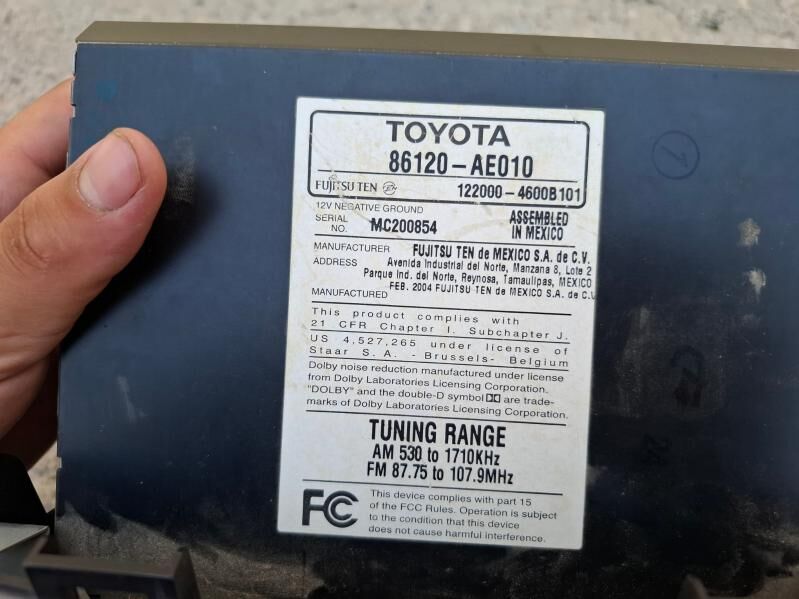 TOYOTA
86120-AE010
FUJITSU TEN
122000-4600B101
12V NEGATIVE GROUND
SERIAL NO. MC200854
ASSEMBLED IN MEXICO
MANUFACTURER FUJITSU TEN de MEXICO S.A. de C.V.
ADDRESS Avenida Industrial del Norte, Manzana 8, Lote 2
Parque Ind. del Norte, Reynosa, Tamaulipas, MEXICO
MANUFACTURED FEB. 2004 FUJITSU TEN de MEXICO S.A. de C.V.
This product complies with
21 CFR Chapter I. Subchapter J.
US 4,527,265 under license of
Staar S.A. - Brussels- Belgium
Dolby noise reduction manufactured under license
from Dolby Laboratories Licensing Corporation.
"DOLBY" and the double-D symbol are trade-
marks of Dolby Laboratories Licensing Corporation.
TUNING RANGE
AM 530 to 1710KHz
FM 87.75 to 107.9MHz
FCC
This device complies with part 15
of the FCC Rules. Operation is subject
to the condition that this device
does not cause harmful interference.